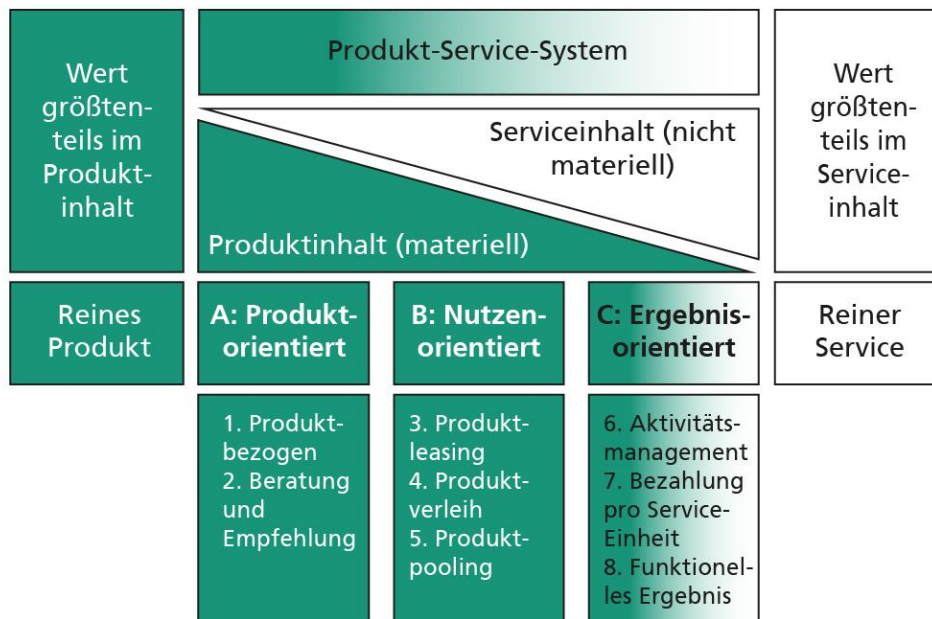 Wert
größten-
teils im
Produkt-
inhalt
Produkt-Service-System
Serviceinhalt (nicht
materiell)
Produktinhalt (materiell)
Wert
größten-
teils im
Service-
inhalt
Reines
Produkt
A: Produkt-
orientiert
B: Nutzen-
orientiert
C: Ergebnis-
orientiert
Reiner
Service
1. Produkt-
bezogen
2. Beratung
und
Empfehlung
3. Produkt-
leasing
4. Produkt-
verleih
5. Produkt-
pooling
6. Aktivitäts-
management
7. Bezahlung
pro Service-
Einheit
8. Funktionel-
les Ergebnis